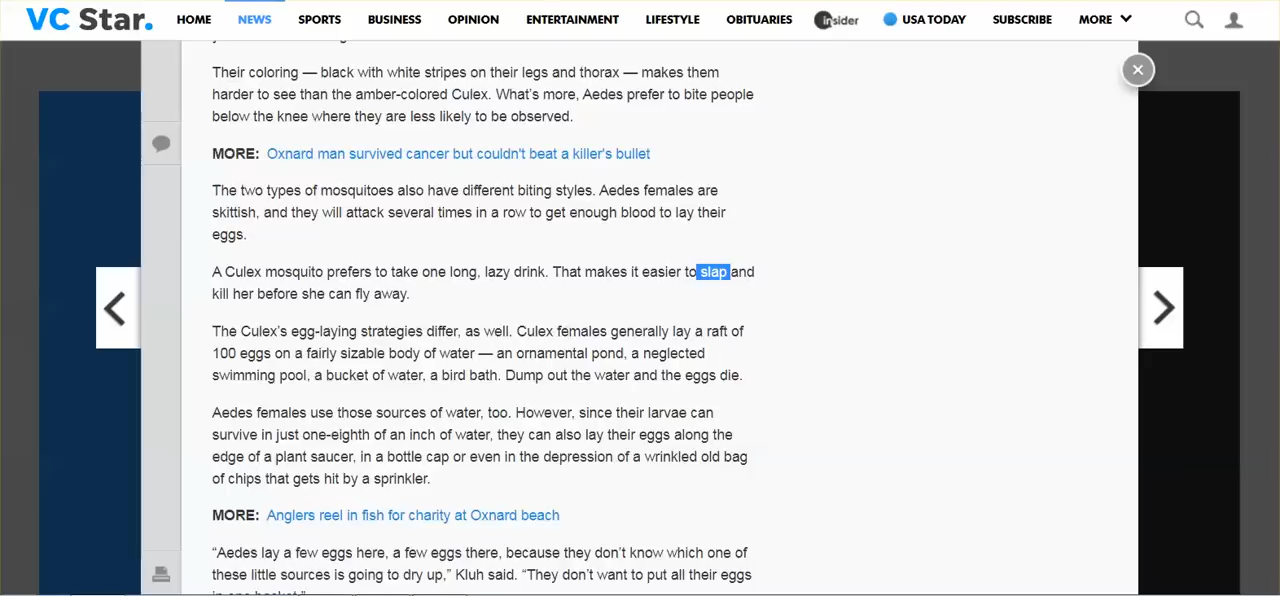 VC Star. HOME NEWS SPORTS BUSINESS OPINION ENTERTAINMENT LIFESTYLE OBITUARIES insider USA TODAY SUBSCRIBE MORE
Their coloring — black with white stripes on their legs and thorax — makes them
harder to see than the amber-colored Culex. What's more, Aedes prefer to bite people
below the knee where they are less likely to be observed.
MORE: Oxnard man survived cancer but couldn't beat a killer's bullet
The two types of mosquitoes also have different biting styles. Aedes females are
skittish, and they will attack several times in a row to get enough blood to lay their
eggs.
A Culex mosquito prefers to take one long, lazy drink. That makes it easier to slap and
kill her before she can fly away.
The Culex's egg-laying strategies differ, as well. Culex females generally lay a raft of
100 eggs on a fairly sizable body of water — an ornamental pond, a neglected
swimming pool, a bucket of water, a bird bath. Dump out the water and the eggs die.
Aedes females use those sources of water, too. However, since their larvae can
survive in just one-eighth of an inch of water, they can also lay their eggs along the
edge of a plant saucer, in a bottle cap or even in the depression of a wrinkled old bag
of chips that gets hit by a sprinkler.
MORE: Anglers reel in fish for charity at Oxnard beach
“Aedes lay a few eggs here, a few eggs there, because they don’t know which one of
these little sources is going to dry up,” Kluh said. “They don’t want to put all their eggs
in one basket.”